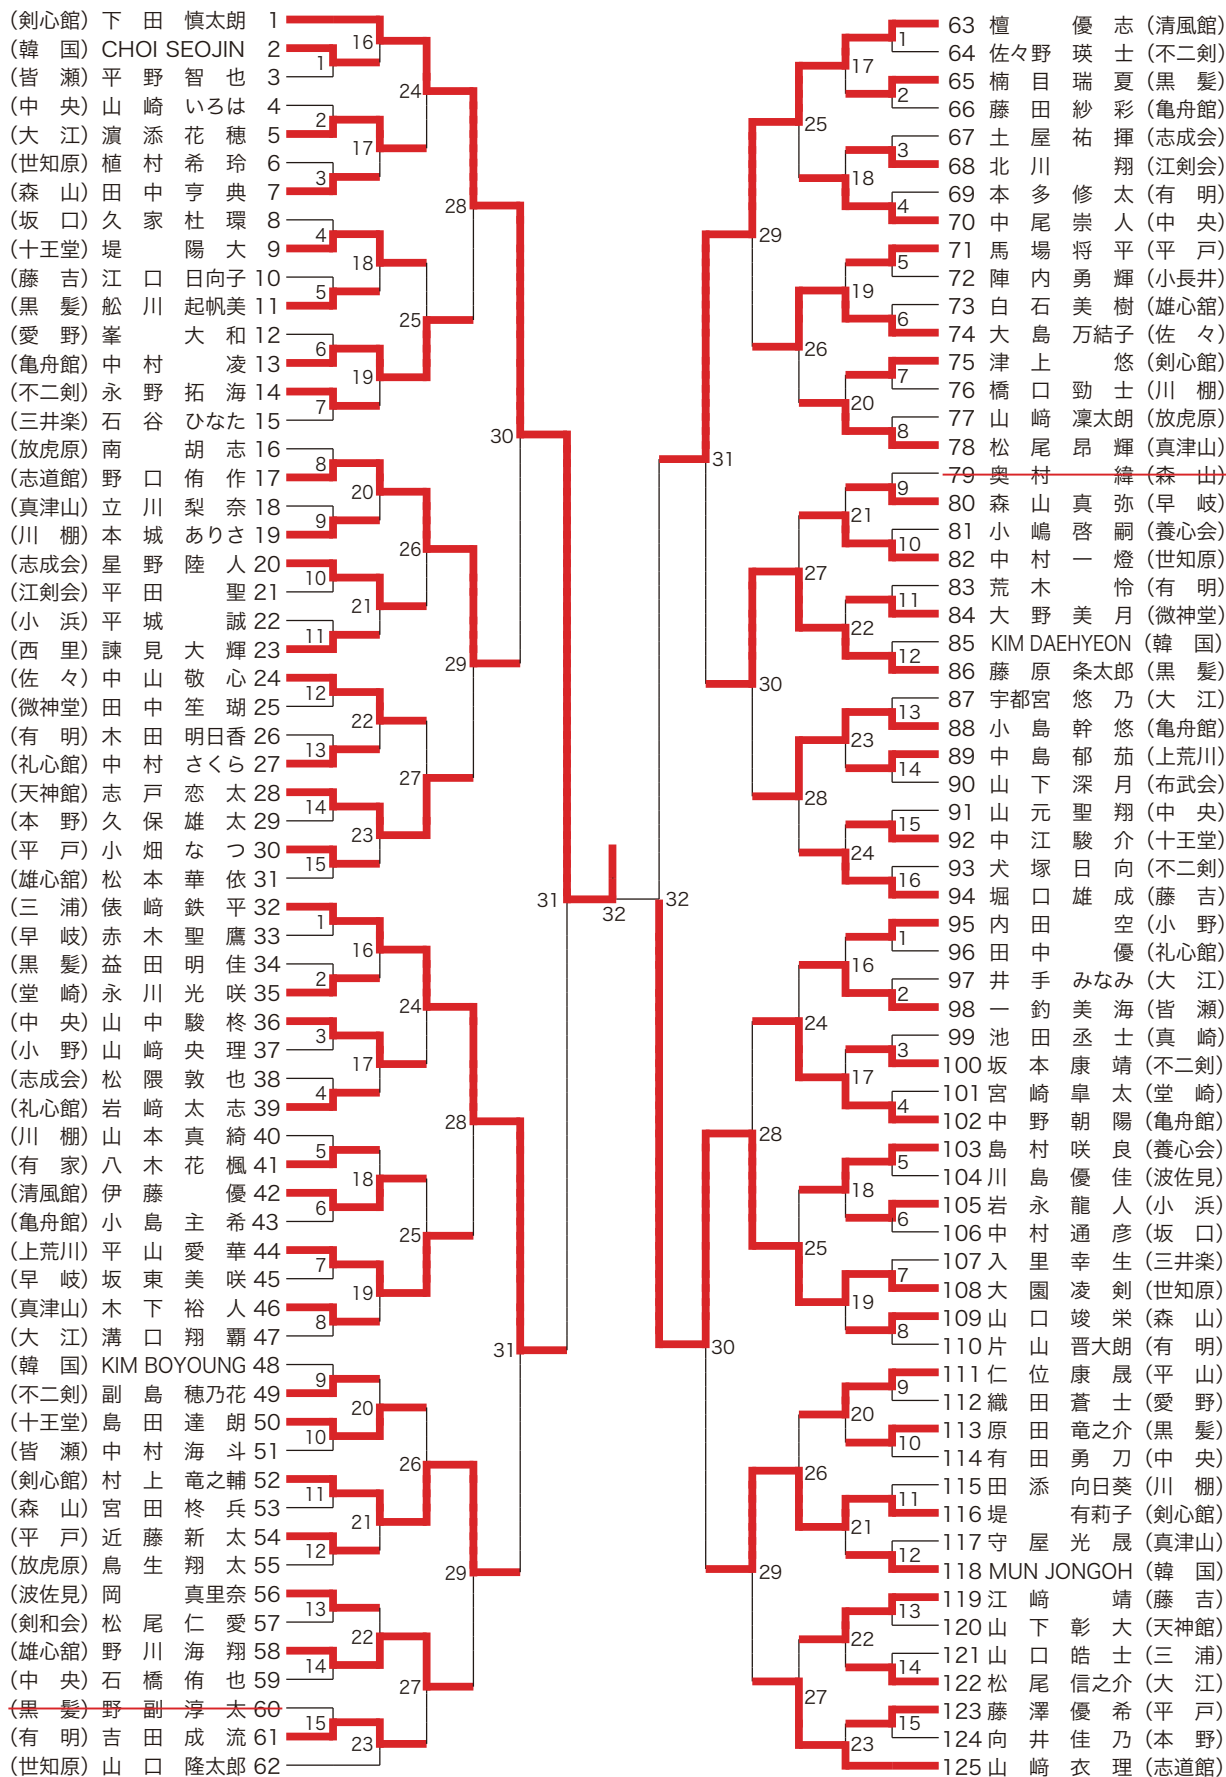 (剣心館) 下田 慎太朗 1
(韓国) CHOI SEOJIN 2
(皆瀬) 平野智也 3
(中央) 山崎 いろは 4
(大江) 濵添花穂 5
(世知原) 植村希玲 6
(森山) 田中亨典 7
(坂口) 久家杜環 8
(十王堂) 堤 陽大 9
(藤吉) 江口 日向子 10
(黒髪) 舩川 起帆美 11
(愛野) 峯 大和 12
(亀舟館) 中村 凌 13
(不二剣) 永野拓海 14
(三井楽) 石谷 ひなた 15
(放虎原) 南 胡志 16
(志道館) 野口侑作 17
(真津山) 立川梨奈 18
(川棚) 本城 ありさ 19
(志成会) 星野陸人 20
(江剣会) 平田 聖 21
(小浜) 平城 誠 22
(西里) 諫見大輝 23
(佐々) 中山敬心 24
(微神堂) 田中笙瑚 25
(有明) 木田 明日香 26
(礼心館) 中村 さくら 27
(天神館) 志戸恋太 28
(本野) 久保雄太 29
(平戸) 小畑なつ 30
(雄心舘) 松本華依 31
(三浦) 俵﨑鉄平 32
(早岐) 赤木聖鷹 33
(黒髪) 益田明佳 34
(堂崎) 永川光咲 35
(中央) 山中駿柊 36
(小野) 山﨑央理 37
(志成会) 松隈敦也 38
(礼心館) 岩﨑太志 39
(川棚) 山本真綺 40
(有家) 八木花楓 41
(清風館) 伊藤 優 42
(亀舟館) 小島主希 43
(上荒川) 平山愛華 44
(早岐) 坂東美咲 45
(真津山) 木下裕人 46
(大江) 溝口翔覇 47
(韓国) KIM BOYOUNG 48
(不二剣) 副島 穂乃花 49
(十王堂) 島田達朗 50
(皆瀬) 中村海斗 51
(剣心館) 村上 竜之輔 52
(森山) 宮田柊兵 53
(平戸) 近藤新太 54
(放虎原) 鳥生翔太 55
(波佐見) 岡 真里奈 56
(剣和会) 松尾仁愛 57
(雄心舘) 野川海翔 58
(中央) 石橋侑也 59
(黒髪) 野副淳太 60
(有明) 吉田成流 61
(世知原) 山口 隆太郎 62
63 檀 優志 (清風館)
64 佐々野 瑛士 (不二剣)
65 楠目瑞夏 (黒髪)
66 藤田紗彩 (亀舟館)
67 土屋祐揮 (志成会)
68 北川 翔 (江剣会)
69 本多修太 (有明)
70 中尾崇人 (中央)
71 馬場将平 (平戸)
72 陣内勇輝 (小長井)
73 白石美樹 (雄心舘)
74 大島 万結子 (佐々)
75 津上 悠 (剣心館)
76 橋口勁士 (川棚)
77 山﨑 凜太朗 (放虎原)
78 松尾昂輝 (真津山)
79 奥村 緯 (森山)
80 森山真弥 (早岐)
81 小嶋啓嗣 (養心会)
82 中村一燈 (世知原)
83 荒木 怜 (有明)
84 大野美月 (微神堂)
85 KIM DAEHYEON (韓国)
86 藤原 条太郎 (黒髪)
87 宇都宮 悠乃 (大江)
88 小島幹悠 (亀舟館)
89 中島郁茄 (上荒川)
90 山下深月 (布武会)
91 山元聖翔 (中央)
92 中江駿介 (十王堂)
93 犬塚日向 (不二剣)
94 堀口雄成 (藤吉)
95 内田 空 (小野)
96 田中 優 (礼心館)
97 井手 みなみ (大江)
98 一釣美海 (皆瀬)
99 池田丞士 (真崎)
100 坂本康靖 (不二剣)
101 宮崎皐太 (堂崎)
102 中野朝陽 (亀舟館)
103 島村咲良 (養心会)
104 川島優佳 (波佐見)
105 岩永龍人 (小浜)
106 中村通彦 (坂口)
107 入里幸生 (三井楽)
108 大園凌剣 (世知原)
109 山口竣栄 (森山)
110 片山 晋大朗 (有明)
111 仁位康晟 (平山)
112 織田蒼士 (愛野)
113 原田 竜之介 (黒髪)
114 有田勇刀 (中央)
115 田添 向日葵 (川棚)
116 堤 有莉子 (剣心館)
117 守屋光晟 (真津山)
118 MUN JONGOH (韓国)
119 江﨑 靖 (藤吉)
120 山下彰大 (天神館)
121 山口皓士 (三浦)
122 松尾 信之介 (大江)
123 藤澤優希 (平戸)
124 向井佳乃 (本野)
125 山﨑衣理 (志道館)